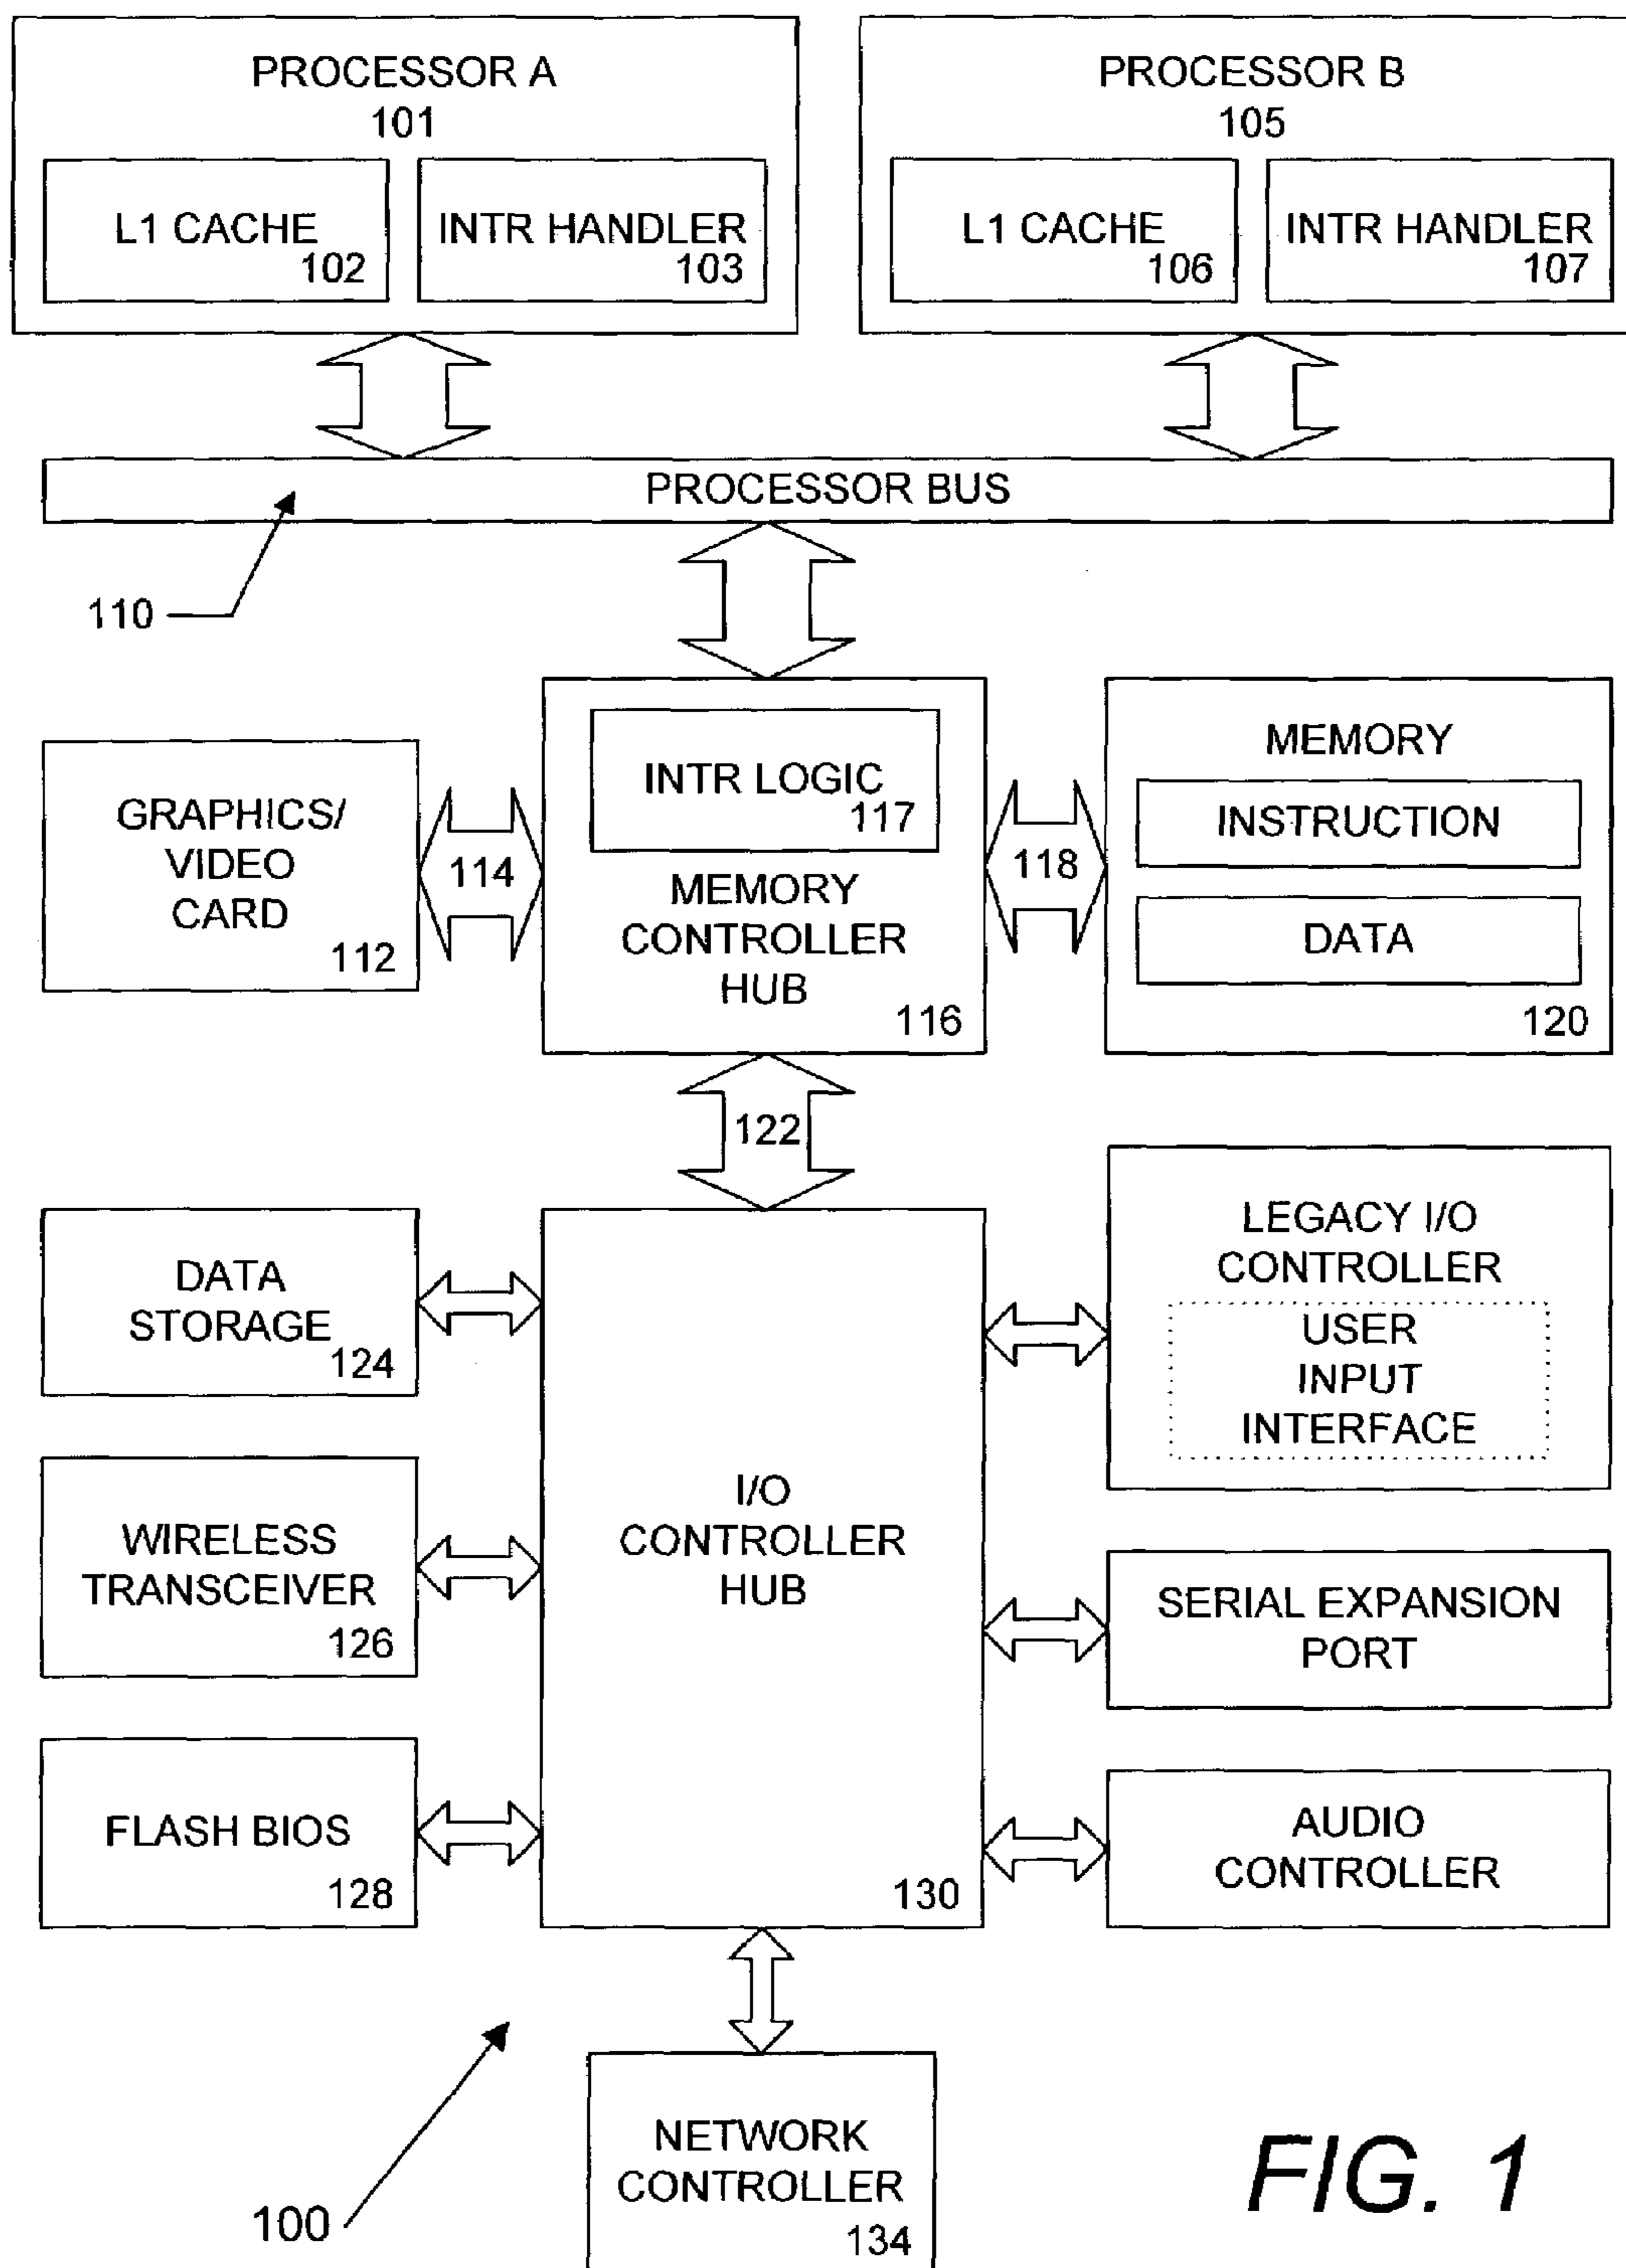 PROCESSOR A
101
L1 CACHE
102
INTR HANDLER
103
PROCESSOR B
105
L1 CACHE
106
INTR HANDLER
107
PROCESSOR BUS
110
GRAPHICS/
VIDEO
CARD
112
114
INTR LOGIC
117
MEMORY
CONTROLLER
HUB
116
118
MEMORY
INSTRUCTION
DATA
120
122
DATA
STORAGE
124
WIRELESS
TRANSCEIVER
126
FLASH BIOS
128
I/O
CONTROLLER
HUB
130
LEGACY I/O
CONTROLLER
USER
INPUT
INTERFACE
SERIAL EXPANSION
PORT
AUDIO
CONTROLLER
100
NETWORK
CONTROLLER
134
FIG. 1